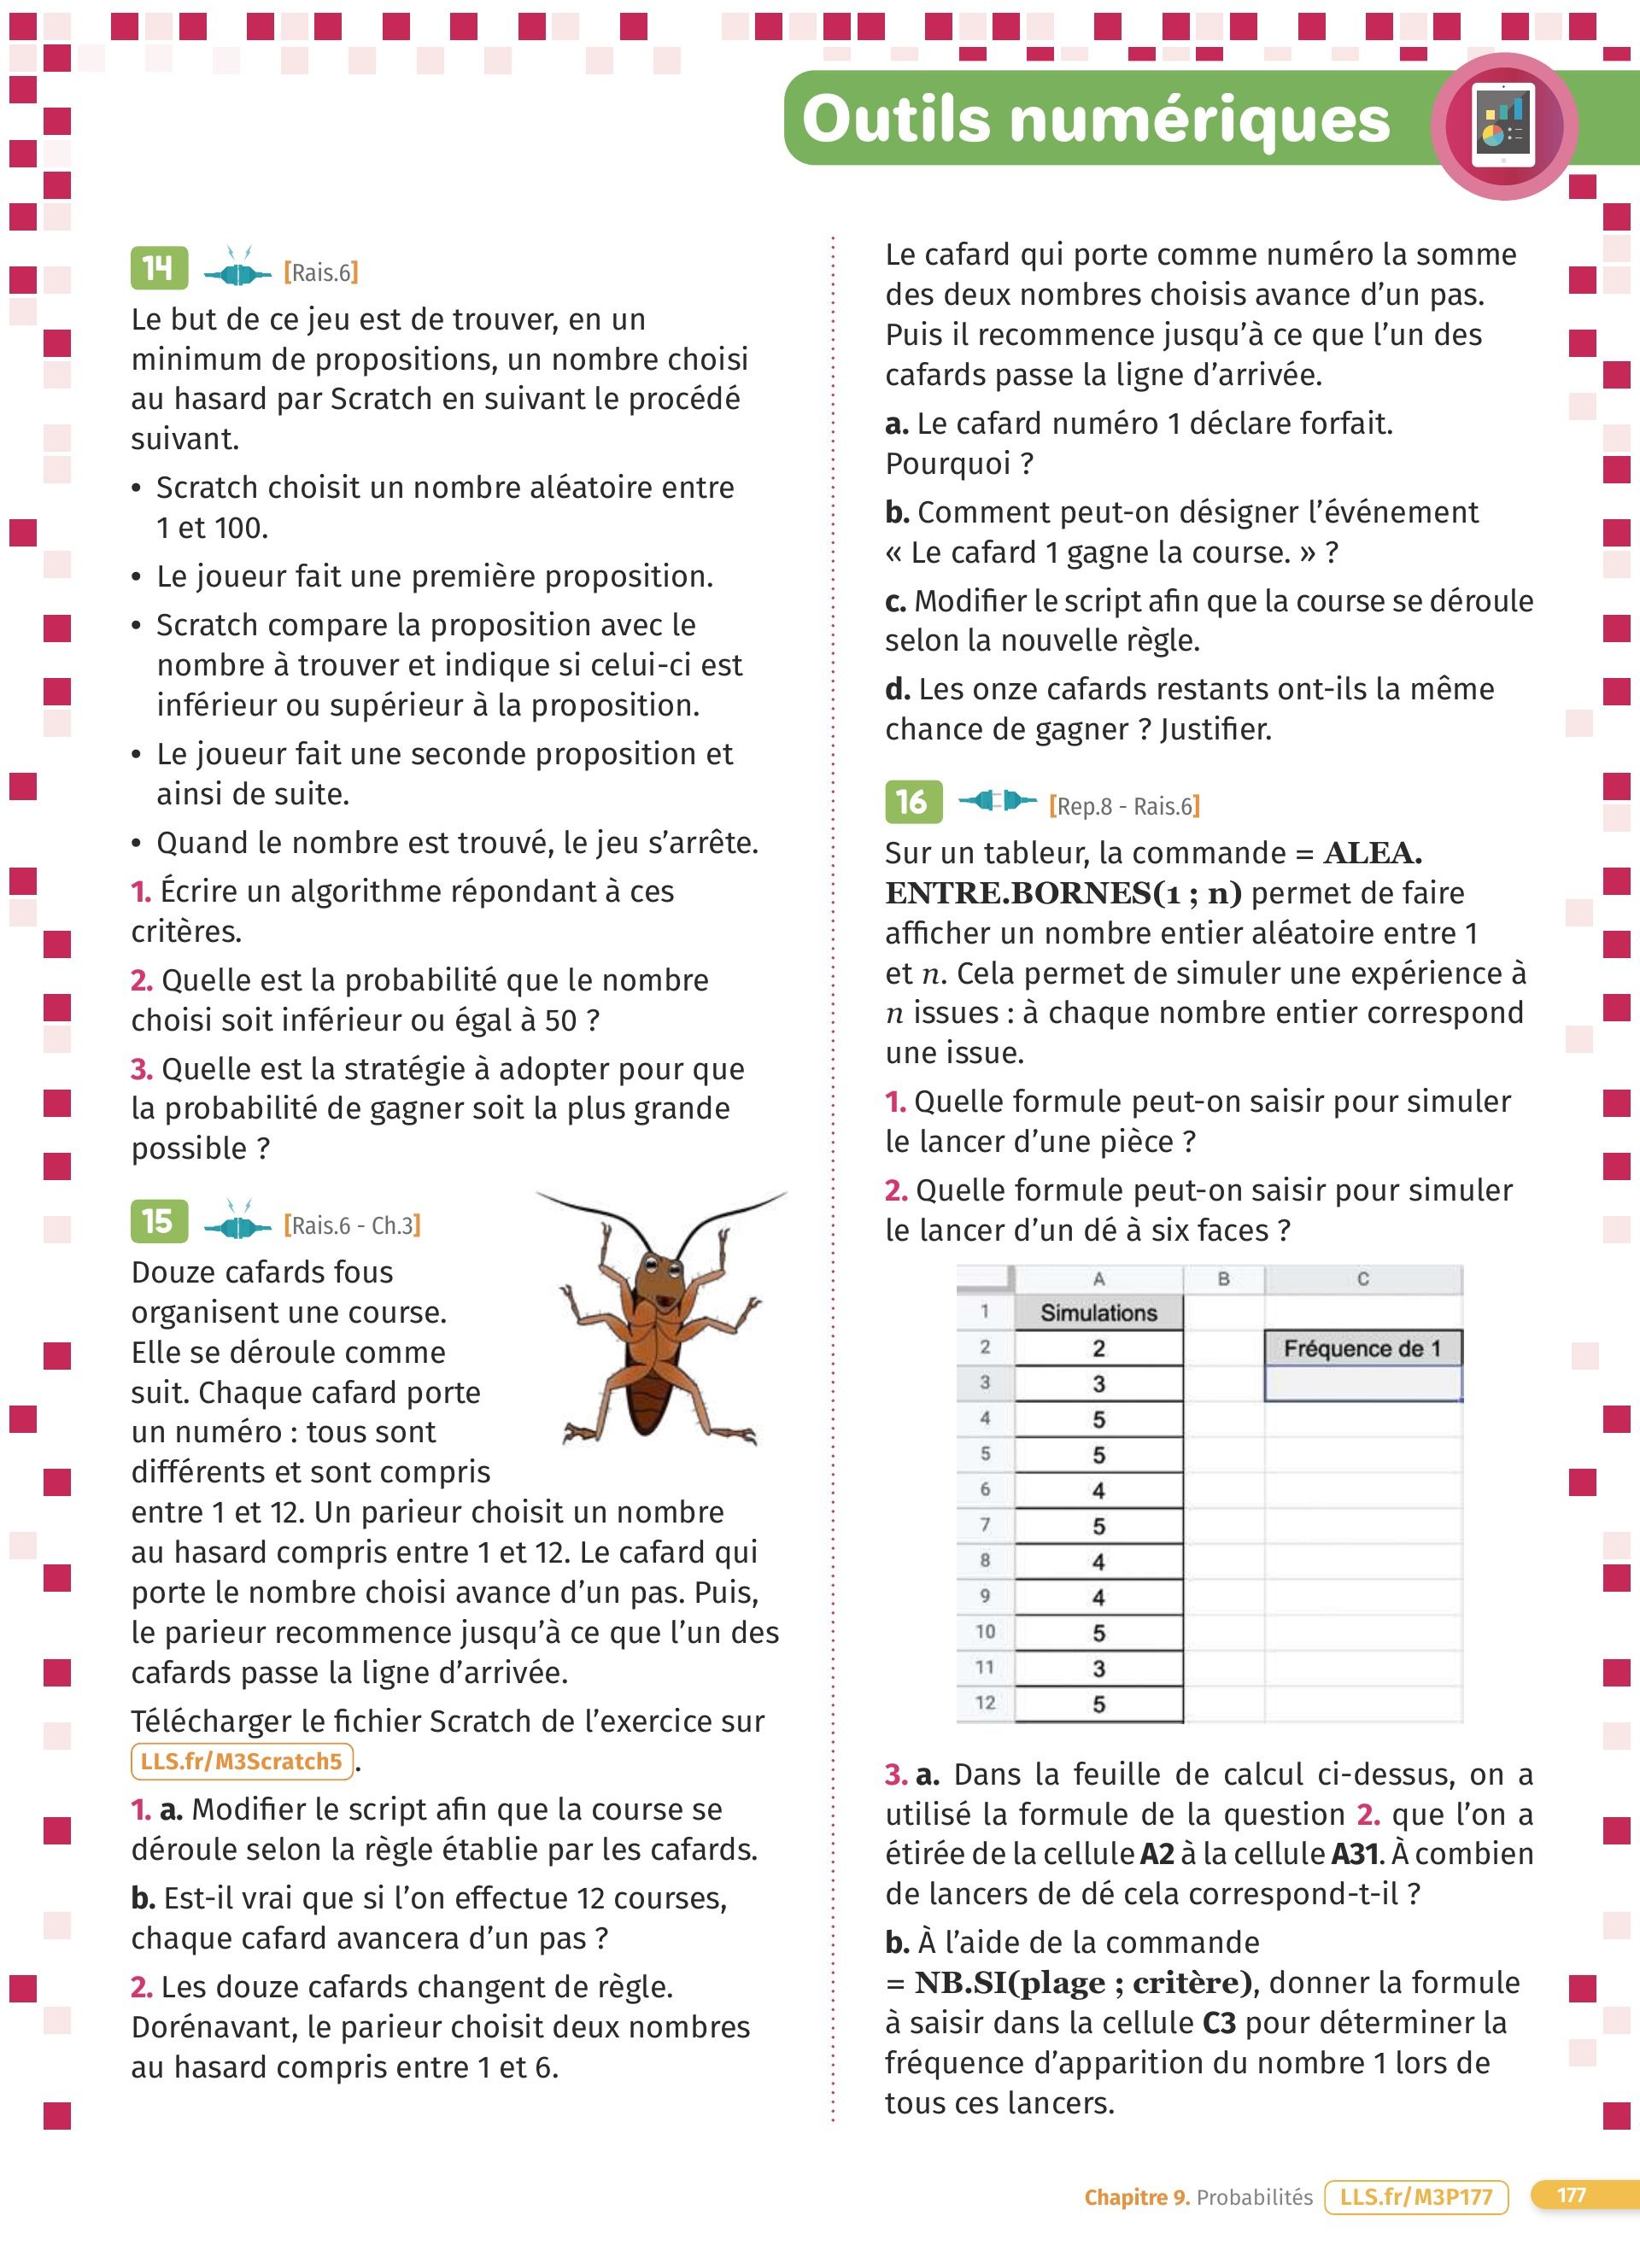 Outils numériques
14 [Rais.6]
Le but de ce jeu est de trouver, en un
minimum de propositions, un nombre choisi
au hasard par Scratch en suivant le procédé
suivant.
• Scratch choisit un nombre aléatoire entre
1 et 100.
• Le joueur fait une première proposition.
• Scratch compare la proposition avec le
nombre à trouver et indique si celui-ci est
inférieur ou supérieur à la proposition.
• Le joueur fait une seconde proposition et
ainsi de suite.
• Quand le nombre est trouvé, le jeu s'arrête.
1. Écrire un algorithme répondant à ces
critères.
2. Quelle est la probabilité que le nombre
choisi soit inférieur ou égal à 50 ?
3. Quelle est la stratégie à adopter pour que
la probabilité de gagner soit la plus grande
possible ?
15 [Rais.6 - Ch.3]
Douze cafards fous
organisent une course.
Elle se déroule comme
suit. Chaque cafard porte
un numéro : tous sont
différents et sont compris
entre 1 et 12. Un parieur choisit un nombre
au hasard compris entre 1 et 12. Le cafard qui
porte le nombre choisi avance d'un pas. Puis,
le parieur recommence jusqu'à ce que l'un des
cafards passe la ligne d'arrivée.
Télécharger le fichier Scratch de l'exercice sur
LLS.fr/M3Scratch5.
1. a. Modifier le script afin que la course se
déroule selon la règle établie par les cafards.
b. Est-il vrai que si l'on effectue 12 courses,
chaque cafard avancera d'un pas ?
2. Les douze cafards changent de règle.
Dorénavant, le parieur choisit deux nombres
au hasard compris entre 1 et 6.
Le cafard qui porte comme numéro la somme
des deux nombres choisis avance d'un pas.
Puis il recommence jusqu'à ce que l'un des
cafards passe la ligne d'arrivée.
a. Le cafard numéro 1 déclare forfait.
Pourquoi ?
b. Comment peut-on désigner l'événement
« Le cafard 1 gagne la course. » ?
c. Modifier le script afin que la course se déroule
selon la nouvelle règle.
d. Les onze cafards restants ont-ils la même
chance de gagner ? Justifier.
16 [Rep.8 - Rais.6]
Sur un tableur, la commande = ALEA.
ENTRE.BORNES(1 ; n) permet de faire
afficher un nombre entier aléatoire entre 1
et n. Cela permet de simuler une expérience à
n issues : à chaque nombre entier correspond
une issue.
1. Quelle formule peut-on saisir pour simuler
le lancer d'une pièce ?
2. Quelle formule peut-on saisir pour simuler
le lancer d'un dé à six faces ?
A B C
1 Simulations
2 2 Fréquence de 1
3 3
4 5
5 5
6 4
7 5
8 4
9 4
10 5
11 3
12 5
3. a. Dans la feuille de calcul ci-dessus, on a
utilisé la formule de la question 2. que l'on a
étirée de la cellule A2 à la cellule A31. À combien
de lancers de dé cela correspond-t-il ?
b. À l'aide de la commande
= NB.SI(plage ; critère), donner la formule
à saisir dans la cellule C3 pour déterminer la
fréquence d'apparition du nombre 1 lors de
tous ces lancers.
Chapitre 9. Probabilités LLS.fr/M3P177 177